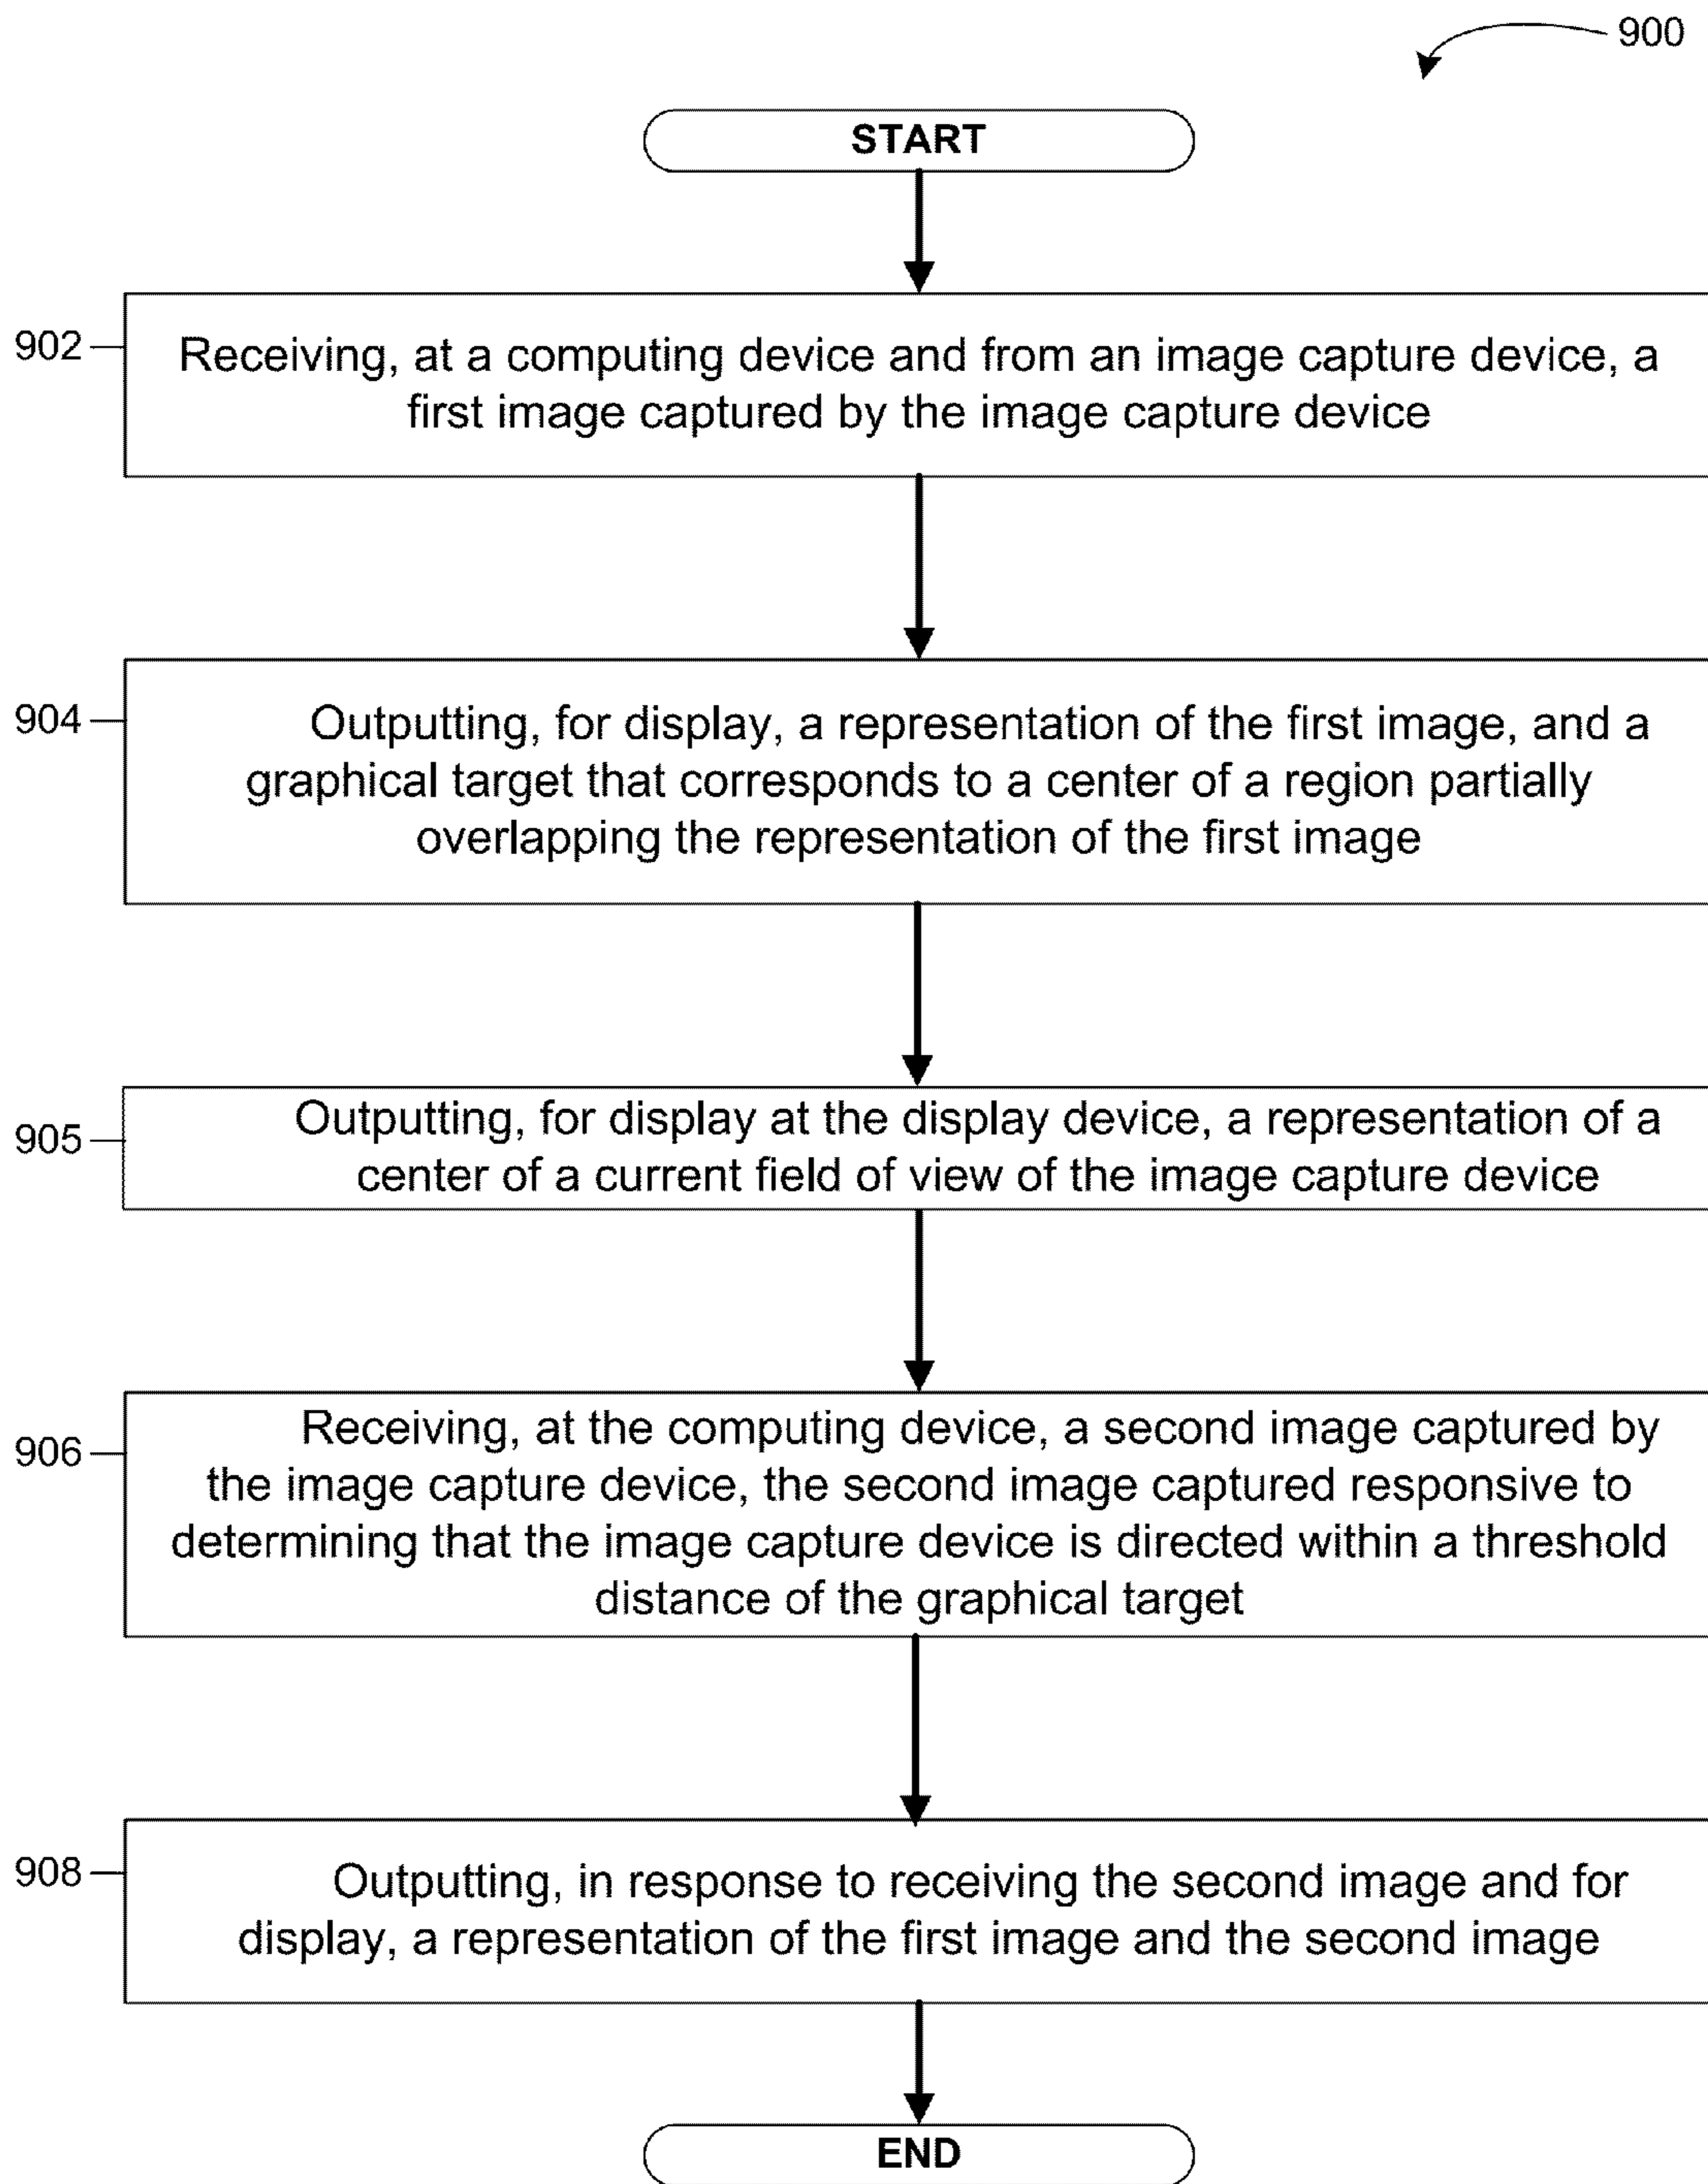 900
START
902
Receiving, at a computing device and from an image capture device, a
first image captured by the image capture device
904
Outputting, for display, a representation of the first image, and a
graphical target that corresponds to a center of a region partially
overlapping the representation of the first image
905
Outputting, for display at the display device, a representation of a
center of a current field of view of the image capture device
906
Receiving, at the computing device, a second image captured by
the image capture device, the second image captured responsive to
determining that the image capture device is directed within a threshold
distance of the graphical target
908
Outputting, in response to receiving the second image and for
display, a representation of the first image and the second image
END